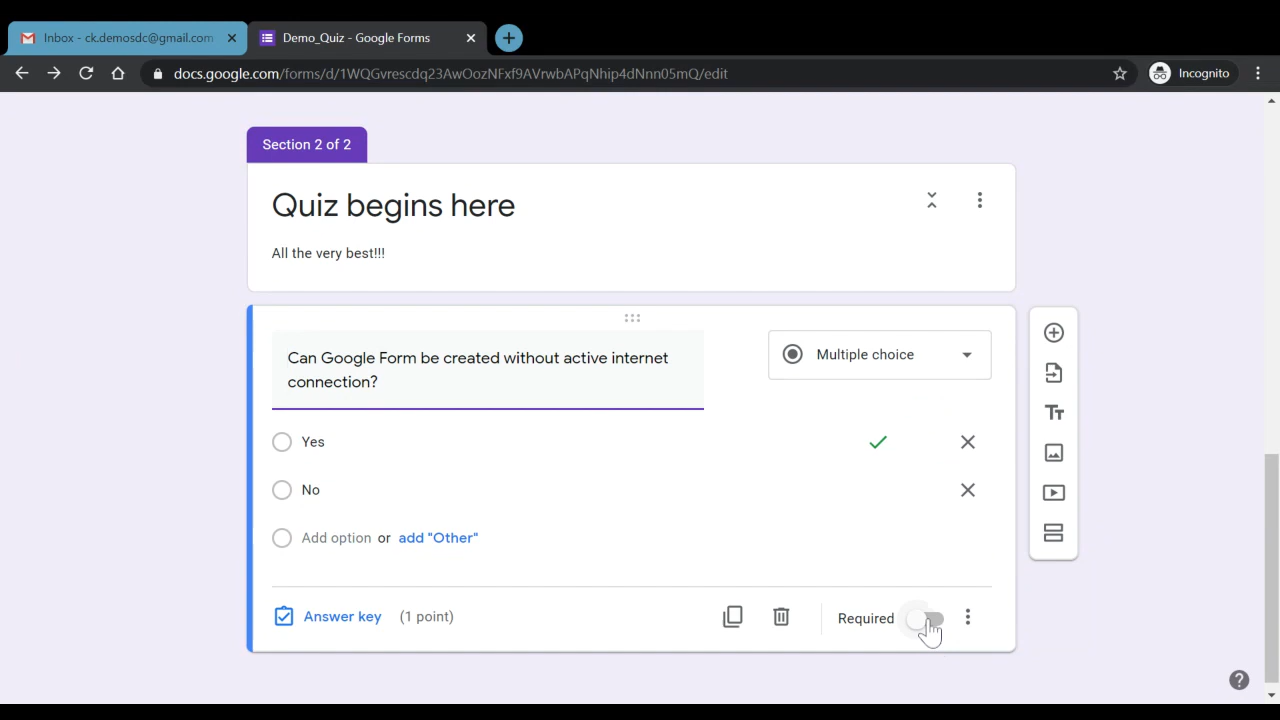 Inbox - ck.demosdc@gmail.com
Demo_Quiz - Google Forms
docs.google.com/forms/d/1WQGvrescdq23AwOozNFxf9AVrwbAPqNhip4dNnn05mQ/edit
Incognito
Section 2 of 2
Quiz begins here
All the very best!!!
Can Google Form be created without active internet
connection?
Multiple choice
Yes
No
Add option or add "Other"
Answer key (1 point)
Required